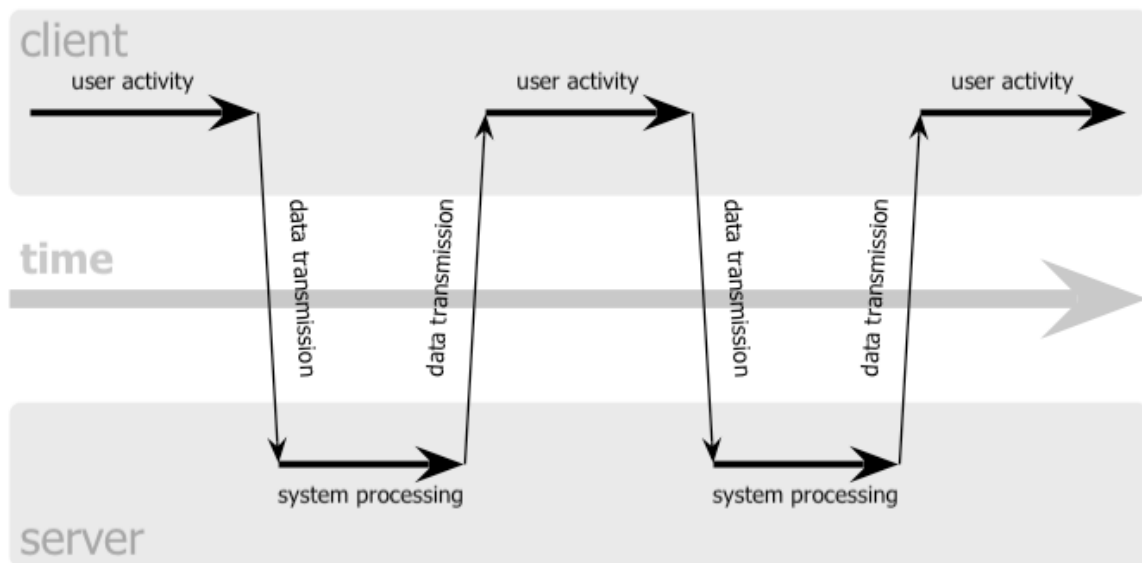 client
user activity
user activity
user activity
data transmission
data transmission
data transmission
data transmission
time
system processing
system processing
server